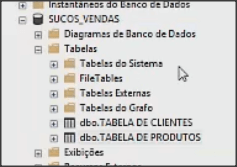 Instantâneos do Banco de Dados
SUCOS_VENDAS
Diagramas de Banco de Dados
Tabelas
Tabelas do Sistema
FileTables
Tabelas Externas
Tabelas do Grafo
dbo.TABELA DE CLIENTES
dbo.TABELA DE PRODUTOS
Exibições